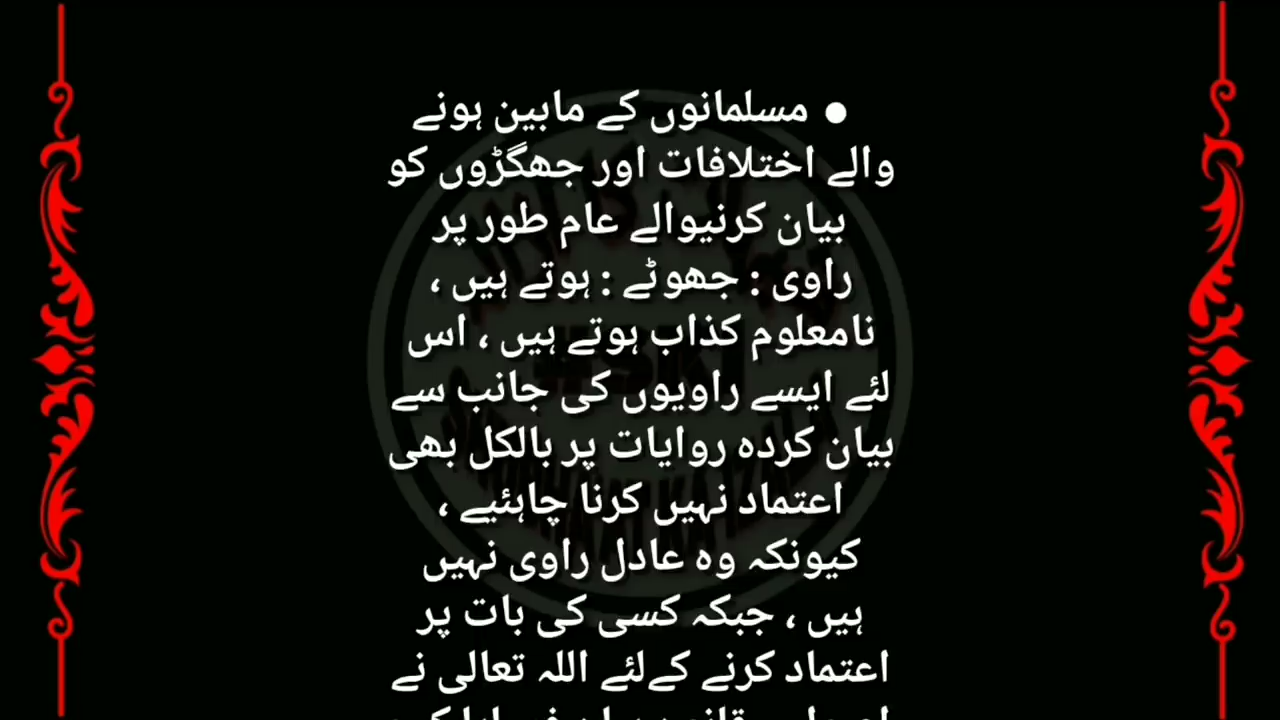 ● مسلمانوں کے مابین ہونے
والے اختلافات اور جھگڑوں کو
بیان کرنیوالے عام طور پر
راوی : جھوٹے : ہوتے ہیں ،
نامعلوم کذاب ہوتے ہیں ، اس
لئے ایسے راویوں کی جانب سے
بیان کردہ روایات پر بالکل بھی
اعتماد نہیں کرنا چاہئیے ،
کیونکہ وہ عادل راوی نہیں
ہیں ، جبکہ کسی کی بات پر
اعتماد کرنے کےلئے اللہ تعالی نے